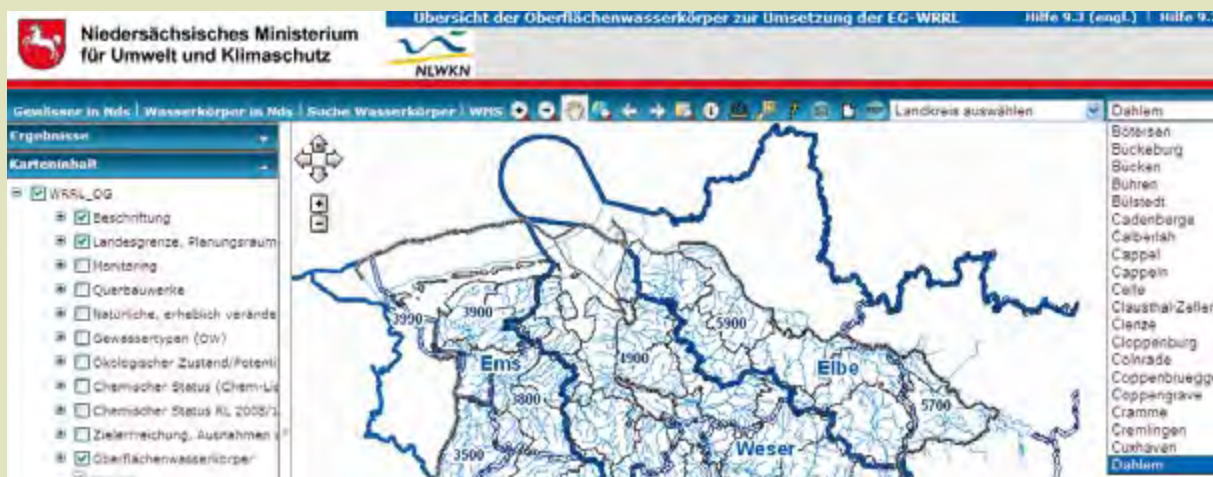 Übersicht der Oberflächenwasserkörper zur Umsetzung der EG-WRRL Hilfe 9.3 (engl.) | Hilfe 9.
Niedersächsisches Ministerium
für Umwelt und Klimaschutz
NLWKN
Gewässer in Nds | Wasserkörper in Nds | Suche Wasserkörper | WMS Landkreis auswählen Dahlem
Ergebnisse
Karteninhalt
WRRL_OG
Beschriftung
Landesgrenze, Planungsraum
Monitoring
Querbauwerke
Natürliche, erheblich verände
Gewässertypen (OW)
Ökologischer Zustand/Potenti
Chemischer Status (Chem-Lis
Chemischer Status RL 2008/1
Zielerreichung, Ausnahmen
Oberflächenwasserkörper
3990
3900
5900
Ems
4900
Elbe
3800
5700
Weser
3500
Bötersen
Bückeburg
Bücken
Bühren
Bülstedt
Cadenberge
Calberlah
Cappel
Cappeln
Celle
Clausthal-Zeller
Clenze
Cloppenburg
Colnrade
Coppenbruegge
Coppengrave
Cramme
Cremlingen
Cuxhaven
Dahlem